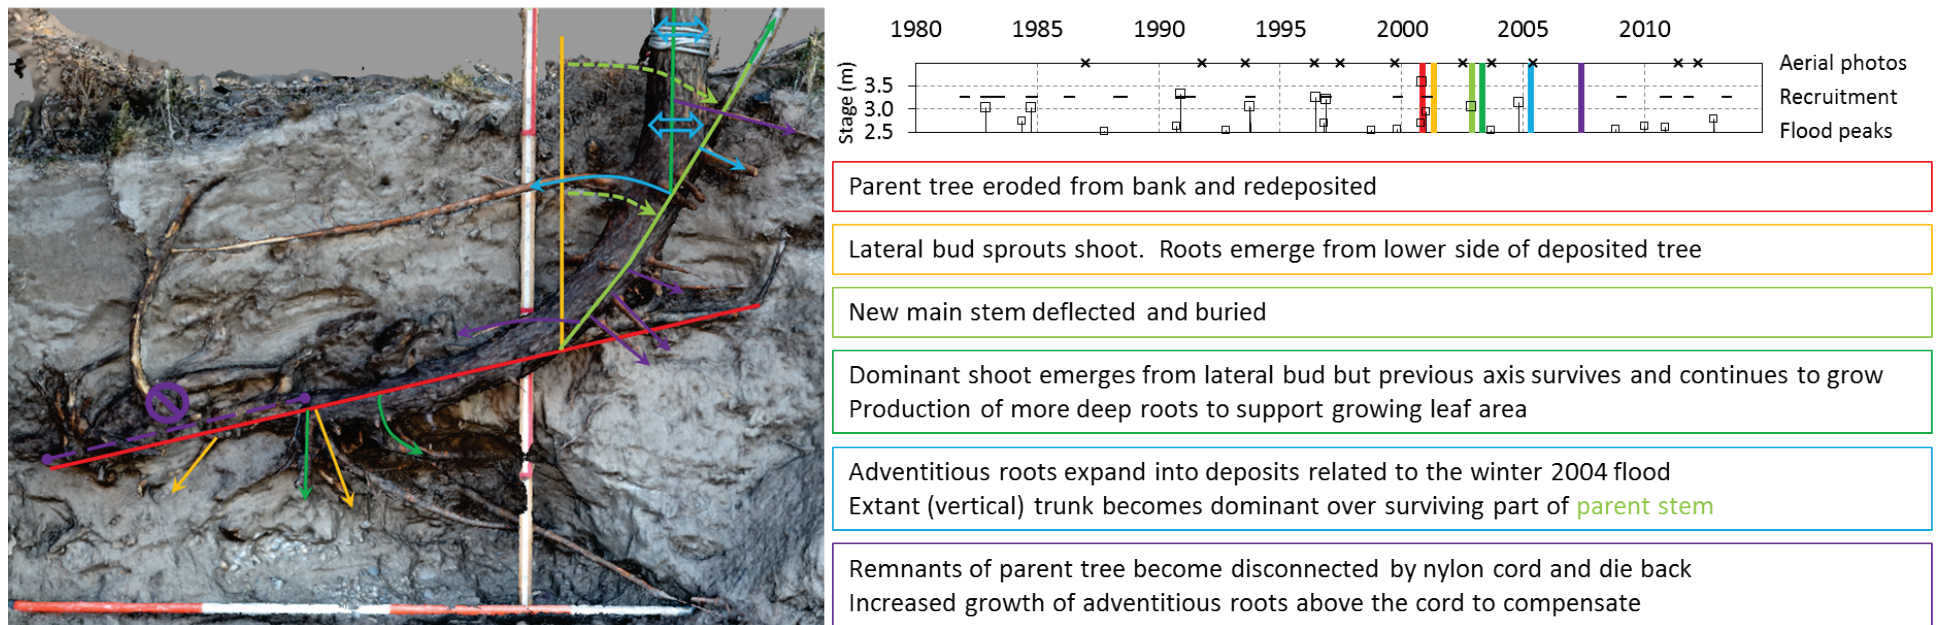 1980 1985 1990 1995 2000 2005 2010
Aerial photos
Stage (m)
3.5
Recruitment
3.0
Flood peaks
2.5
Parent tree eroded from bank and redeposited
Lateral bud sprouts shoot. Roots emerge from lower side of deposited tree
New main stem deflected and buried
Dominant shoot emerges from lateral bud but previous axis survives and continues to grow
Production of more deep roots to support growing leaf area
Adventitious roots expand into deposits related to the winter 2004 flood
Extant (vertical) trunk becomes dominant over surviving part of parent stem
Remnants of parent tree become disconnected by nylon cord and die back
Increased growth of adventitious roots above the cord to compensate